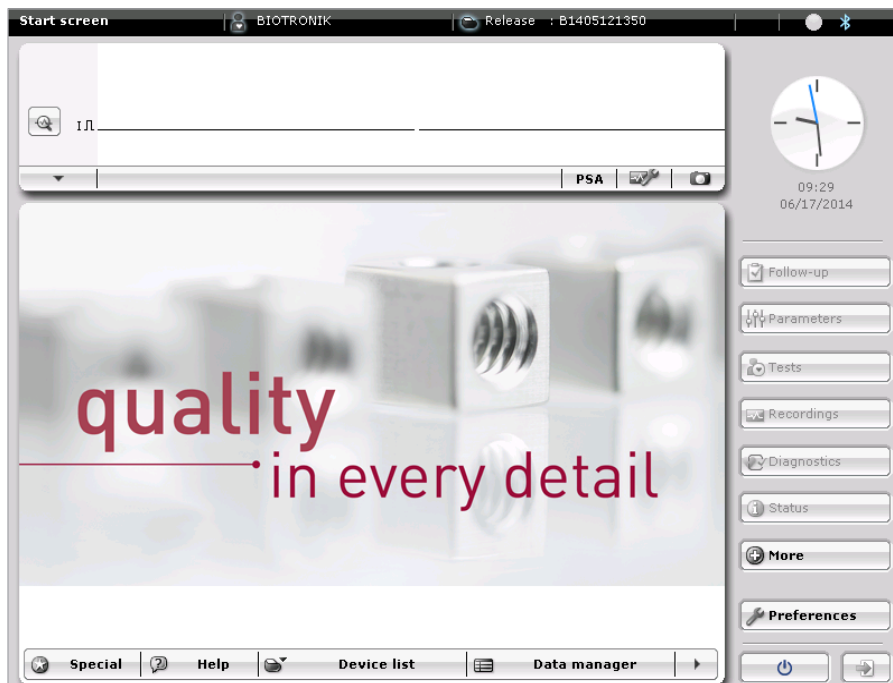 Start screen BIOTRONIK Release : B1405121350
I
PSA
09:29
06/17/2014
quality
in every detail
Follow-up
Parameters
Tests
Recordings
Diagnostics
Status
More
Preferences
Special Help Device list Data manager